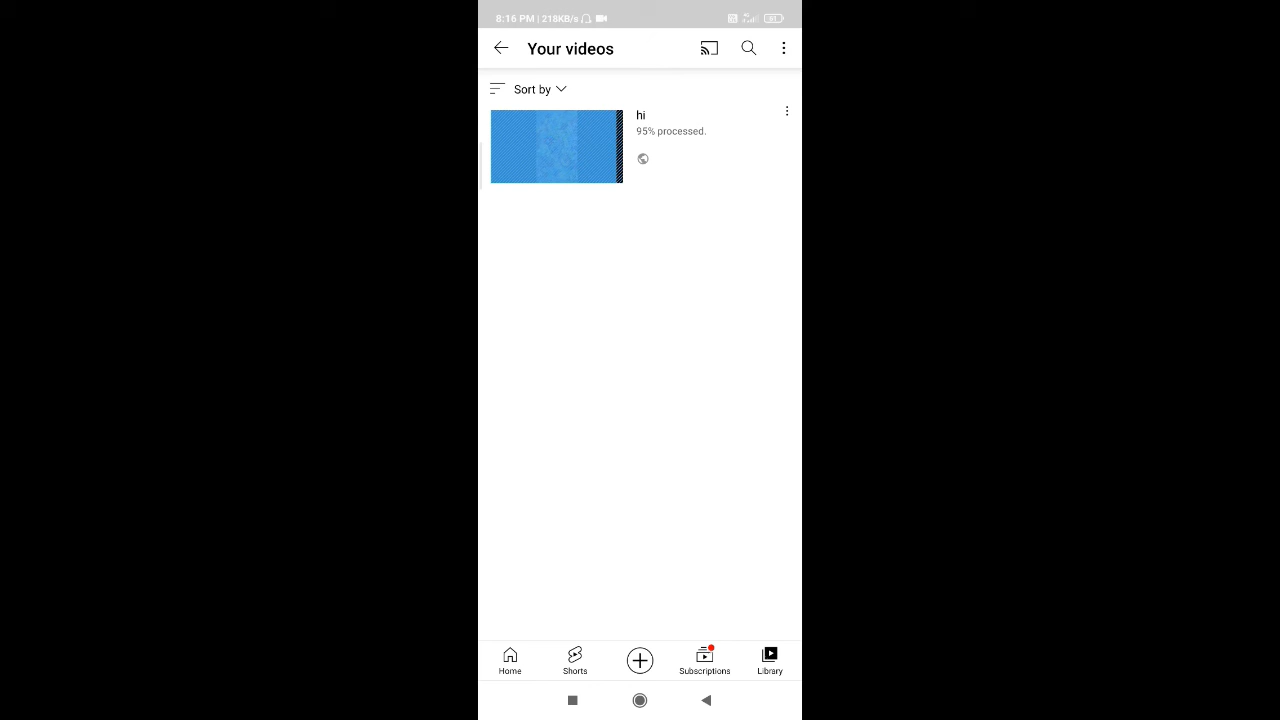 8:16 PM | 218KB/s
Your videos
Sort by
hi
95% processed.
Home
Shorts
Subscriptions
Library